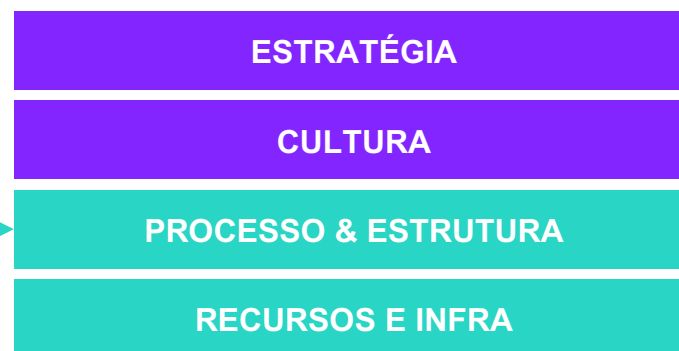 ESTRATÉGIA
CULTURA
PROCESSO & ESTRUTURA
RECURSOS E INFRA